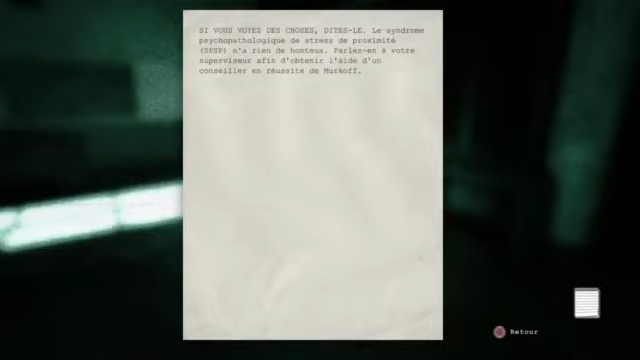 SI VOUS VOYEZ DES CHOSES, DITES-LE. Le syndrome
psychopathologique de stress de proximité
(SPSP) n'a rien de honteux. Parlez-en à votre
superviseur afin d'obtenir l'aide d'un
conseiller en réussite de Murkoff.
Retour